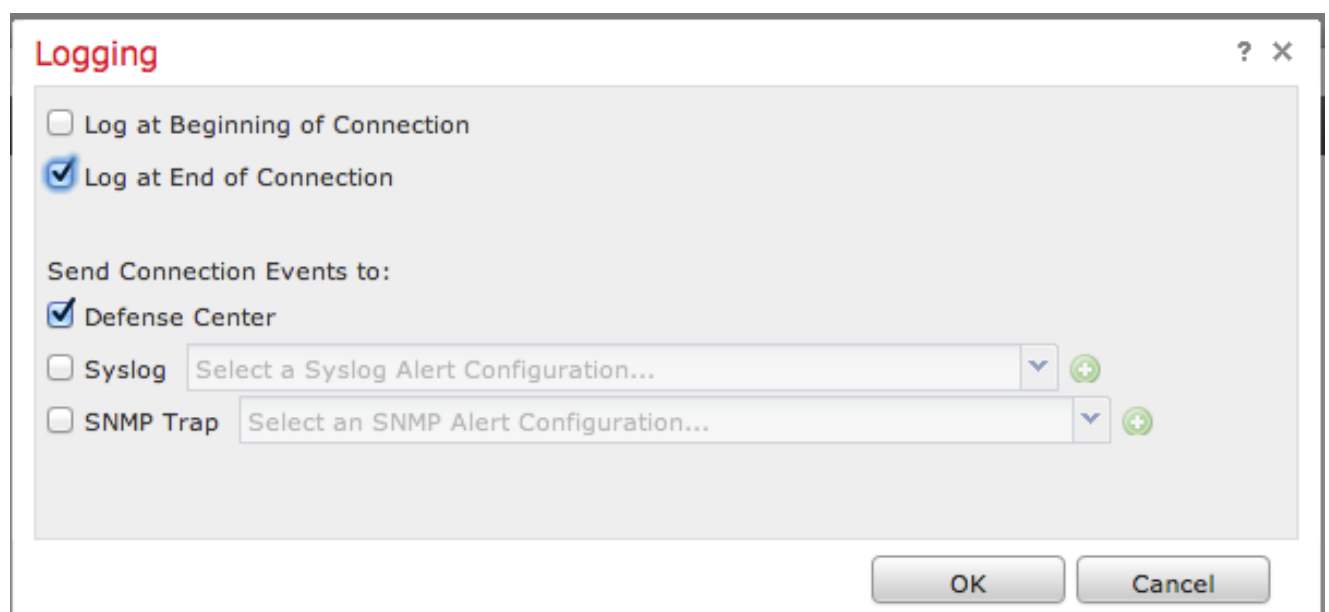 Logging
?
Log at Beginning of Connection
Log at End of Connection
Send Connection Events to:
Defense Center
Syslog Select a Syslog Alert Configuration...
SNMP Trap Select an SNMP Alert Configuration...
OK Cancel